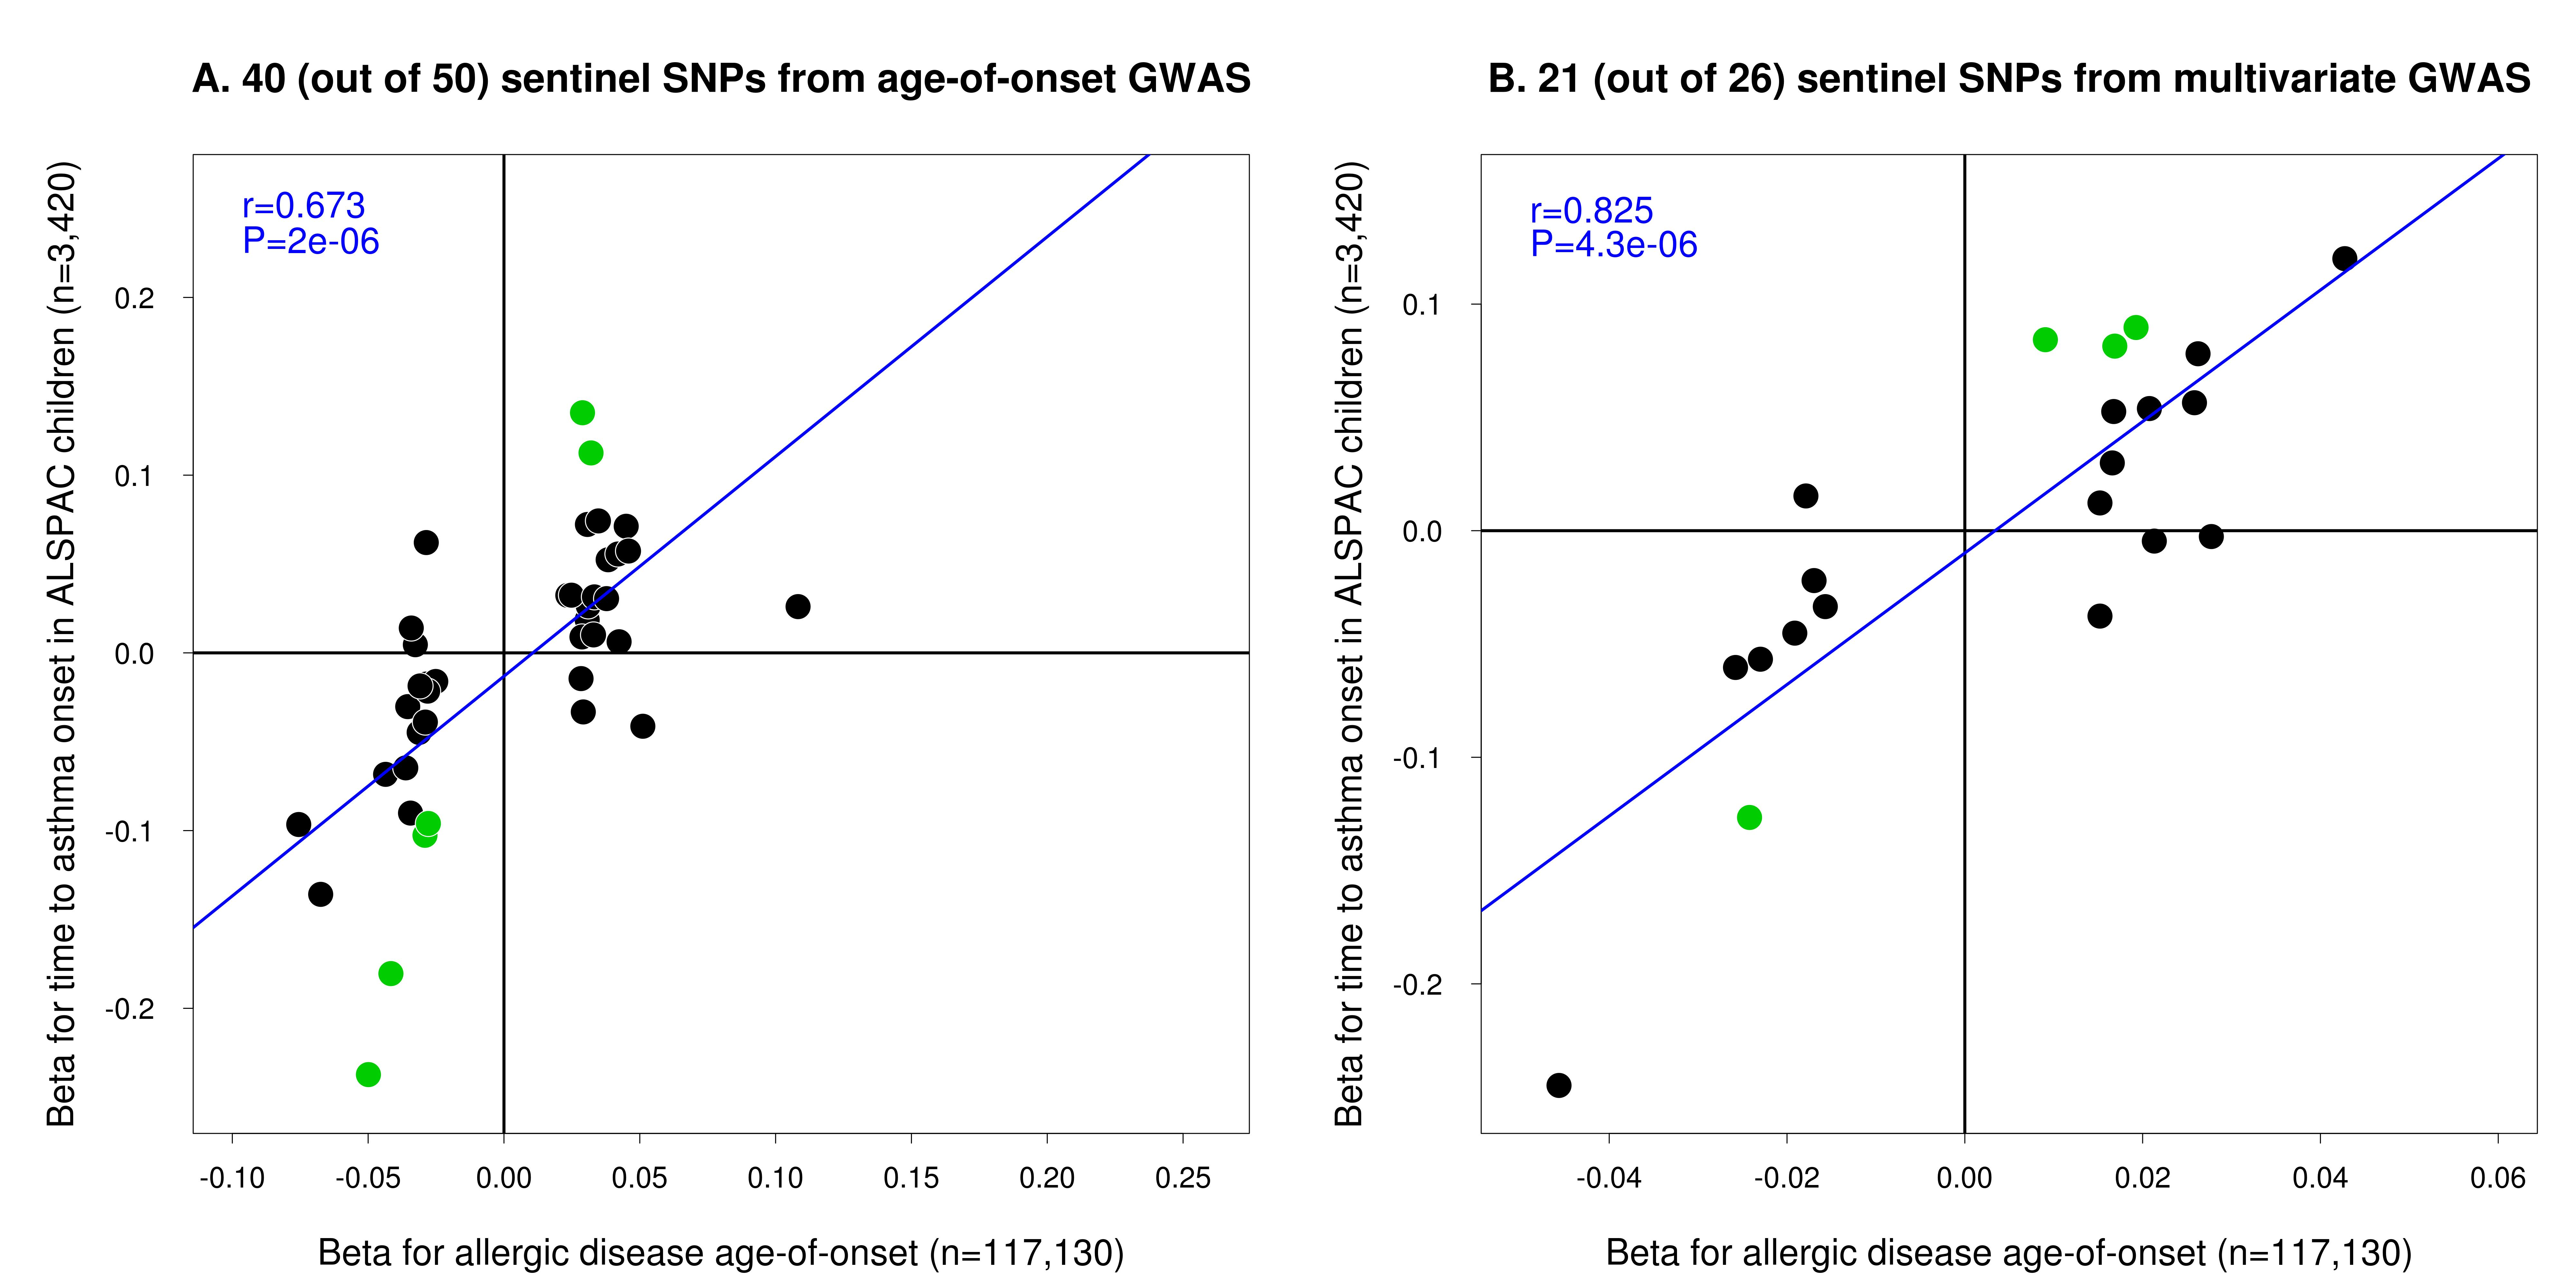 A. 40 (out of 50) sentinel SNPs from age-of-onset GWAS
Beta for time to asthma onset in ALSPAC children (n=3,420)
r=0.673
P=2e-06
0.2
0.1
0.0
-0.1
-0.2
-0.10 -0.05 0.00 0.05 0.10 0.15 0.20 0.25
Beta for allergic disease age-of-onset (n=117,130)
B. 21 (out of 26) sentinel SNPs from multivariate GWAS
Beta for time to asthma onset in ALSPAC children (n=3,420)
r=0.825
P=4.3e-06
0.1
0.0
-0.1
-0.2
-0.04 -0.02 0.00 0.02 0.04 0.06
Beta for allergic disease age-of-onset (n=117,130)